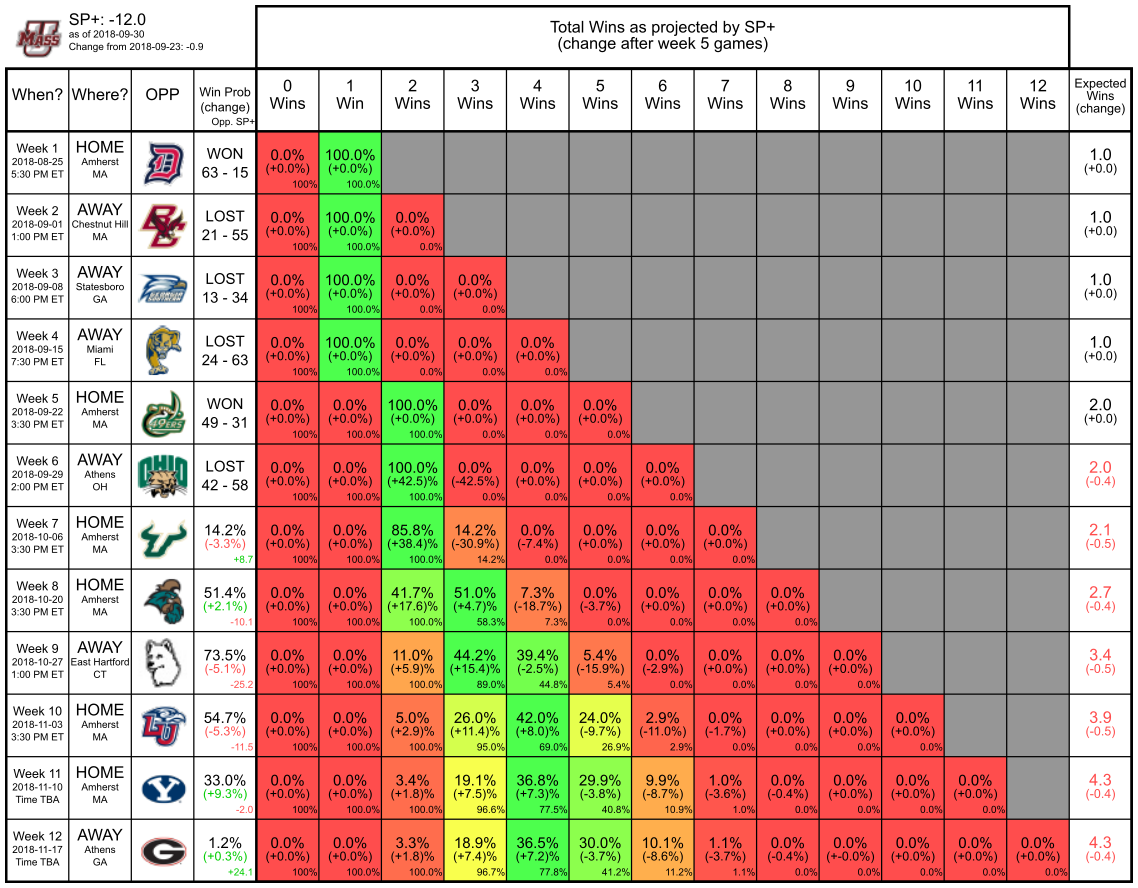 SP+: -12.0
as of 2018-09-30
Change from 2018-09-23: -0.9
MASS
Total Wins as projected by SP+
(change after week 5 games)
When? Where? OPP Win Prob (change) Opp. SP+ 0 Wins 1 Win 2 Wins 3 Wins 4 Wins 5 Wins 6 Wins 7 Wins 8 Wins 9 Wins 10 Wins 11 Wins 12 Wins Expected Wins (change)
Week 1 HOME D WON 0.0% 100.0% 1.0
2018-08-25 Amherst 63 - 15 (+0.0%) (+0.0%) (+0.0)
5:30 PM ET MA 100% 100.0%
Week 2 AWAY BC LOST 0.0% 100.0% 0.0% 1.0
2018-09-01 Chestnut Hill 21 - 55 (+0.0%) (+0.0%) (+0.0%) (+0.0)
1:00 PM ET MA 100% 100.0% 0.0%
Week 3 AWAY LOST 0.0% 100.0% 0.0% 0.0% 1.0
2018-09-08 Statesboro 13 - 34 (+0.0%) (+0.0%) (+0.0%) (+0.0%) (+0.0)
6:00 PM ET GA 100% 100.0% 0.0% 0.0%
Week 4 AWAY LOST 0.0% 100.0% 0.0% 0.0% 0.0% 1.0
2018-09-15 Miami 24 - 63 (+0.0%) (+0.0%) (+0.0%) (+0.0%) (+0.0%) (+0.0)
7:30 PM ET FL 100% 100.0% 0.0% 0.0% 0.0%
Week 5 HOME 49ERS WON 0.0% 0.0% 100.0% 0.0% 0.0% 0.0% 2.0
2018-09-22 Amherst 49 - 31 (+0.0%) (+0.0%) (+0.0%) (+0.0%) (+0.0%) (+0.0%) (+0.0)
3:30 PM ET MA 100% 100.0% 100.0% 0.0% 0.0% 0.0%
Week 6 AWAY OHIO LOST 0.0% 0.0% 100.0% 0.0% 0.0% 0.0% 0.0% 2.0
2018-09-29 Athens 42 - 58 (+0.0%) (+0.0%) (+42.5)% (-42.5%) (+0.0%) (+0.0%) (+0.0%) (-0.4)
2:00 PM ET OH 100% 100.0% 100.0% 0.0% 0.0% 0.0% 0.0%
Week 7 HOME 14.2% 0.0% 0.0% 85.8% 14.2% 0.0% 0.0% 0.0% 0.0% 2.1
2018-10-06 Amherst (-3.3%) (+0.0%) (+0.0%) (+38.4)% (-30.9%) (-7.4%) (+0.0%) (+0.0%) (+0.0%) (-0.5)
3:30 PM ET MA +8.7 100% 100.0% 100.0% 14.2% 0.0% 0.0% 0.0% 0.0%
Week 8 HOME 51.4% 0.0% 0.0% 41.7% 51.0% 7.3% 0.0% 0.0% 0.0% 0.0% 2.7
2018-10-20 Amherst (+2.1%) (+0.0%) (+0.0%) (+17.6)% (+4.7)% (-18.7%) (-3.7%) (+0.0%) (+0.0%) (+0.0%) (-0.4)
3:30 PM ET MA -10.1 100% 100.0% 100.0% 58.3% 7.3% 0.0% 0.0% 0.0% 0.0%
Week 9 AWAY 73.5% 0.0% 0.0% 11.0% 44.2% 39.4% 5.4% 0.0% 0.0% 0.0% 0.0% 3.4
2018-10-27 East Hartford (-5.1%) (+0.0%) (+0.0%) (+5.9)% (+15.4)% (-2.5%) (-15.9%) (-2.9%) (+0.0%) (+0.0%) (+0.0%) (-0.5)
1:00 PM ET CT -25.2 100% 100.0% 100.0% 89.0% 44.8% 5.4% 0.0% 0.0% 0.0% 0.0%
Week 10 HOME LU 54.7% 0.0% 0.0% 5.0% 26.0% 42.0% 24.0% 2.9% 0.0% 0.0% 0.0% 0.0% 3.9
2018-11-03 Amherst (-5.3%) (+0.0%) (+0.0%) (+2.9)% (+11.4)% (+8.0)% (-9.7%) (-11.0%) (-1.7%) (+0.0%) (+0.0%) (+0.0%) (-0.5)
3:30 PM ET MA -11.5 100% 100.0% 100.0% 95.0% 69.0% 26.9% 2.9% 0.0% 0.0% 0.0% 0.0%
Week 11 HOME Y 33.0% 0.0% 0.0% 3.4% 19.1% 36.8% 29.9% 9.9% 1.0% 0.0% 0.0% 0.0% 0.0% 4.3
2018-11-10 Amherst (+9.3%) (+0.0%) (+0.0%) (+1.8)% (+7.5)% (+7.3)% (-3.8%) (-8.7%) (-3.6%) (-0.4%) (+0.0%) (+0.0%) (+0.0%) (-0.4)
Time TBA MA -2.0 100% 100.0% 100.0% 96.6% 77.5% 40.8% 10.9% 1.0% 0.0% 0.0% 0.0% 0.0%
Week 12 AWAY G 1.2% 0.0% 0.0% 3.3% 18.9% 36.5% 30.0% 10.1% 1.1% 0.0% 0.0% 0.0% 0.0% 0.0% 4.3
2018-11-17 Athens (+0.3%) (+0.0%) (+0.0%) (+1.8)% (+7.4)% (+7.2)% (-3.7%) (-8.6%) (-3.7%) (-0.4%) (+-0.0%) (+0.0%) (+0.0%) (+0.0%) (-0.4)
Time TBA GA +24.1 100% 100.0% 100.0% 96.7% 77.8% 41.2% 11.2% 1.1% 0.0% 0.0% 0.0% 0.0% 0.0%